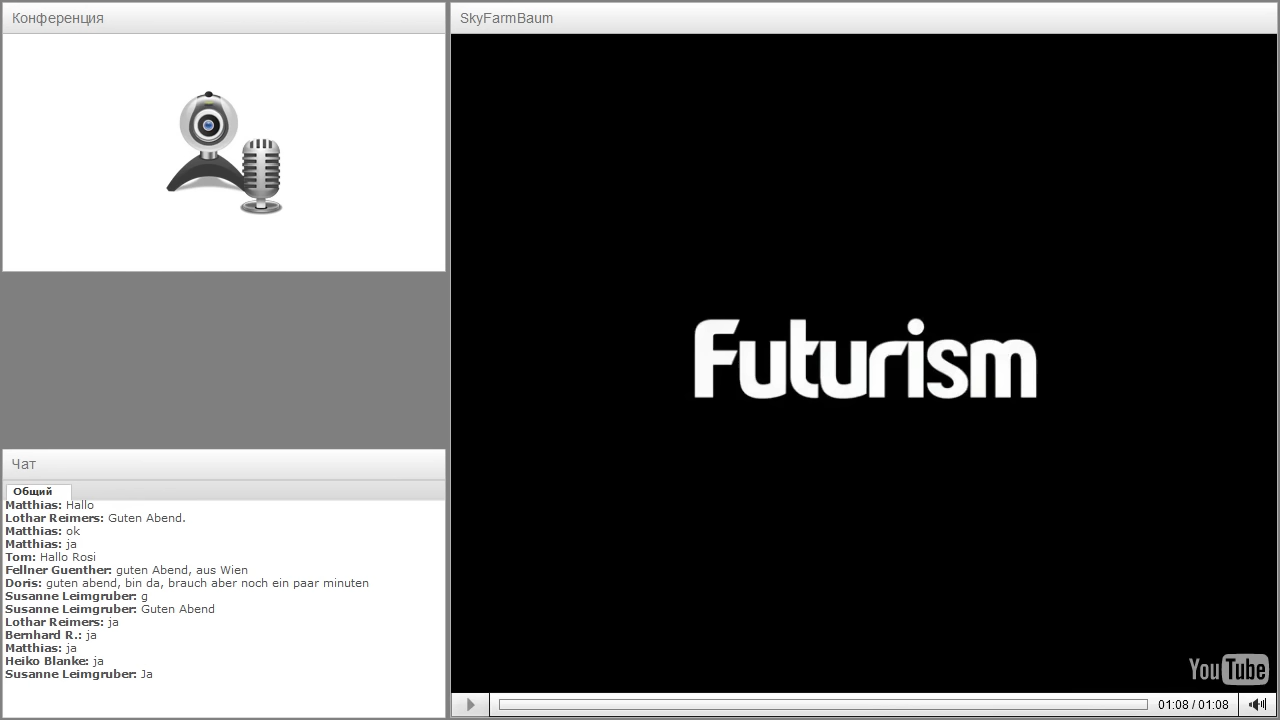 Конференция
SkyFarmBaum
Futurism
YouTube
01:08 / 01:08
Чат
Общий
Matthias: Hallo
Lothar Reimers: Guten Abend.
Matthias: ok
Matthias: ja
Tom: Hallo Rosi
Fellner Guenther: guten Abend, aus Wien
Doris: guten abend, bin da, brauch aber noch ein paar minuten
Susanne Leimgruber: g
Susanne Leimgruber: Guten Abend
Lothar Reimers: ja
Bernhard R.: ja
Matthias: ja
Heiko Blanke: ja
Susanne Leimgruber: Ja